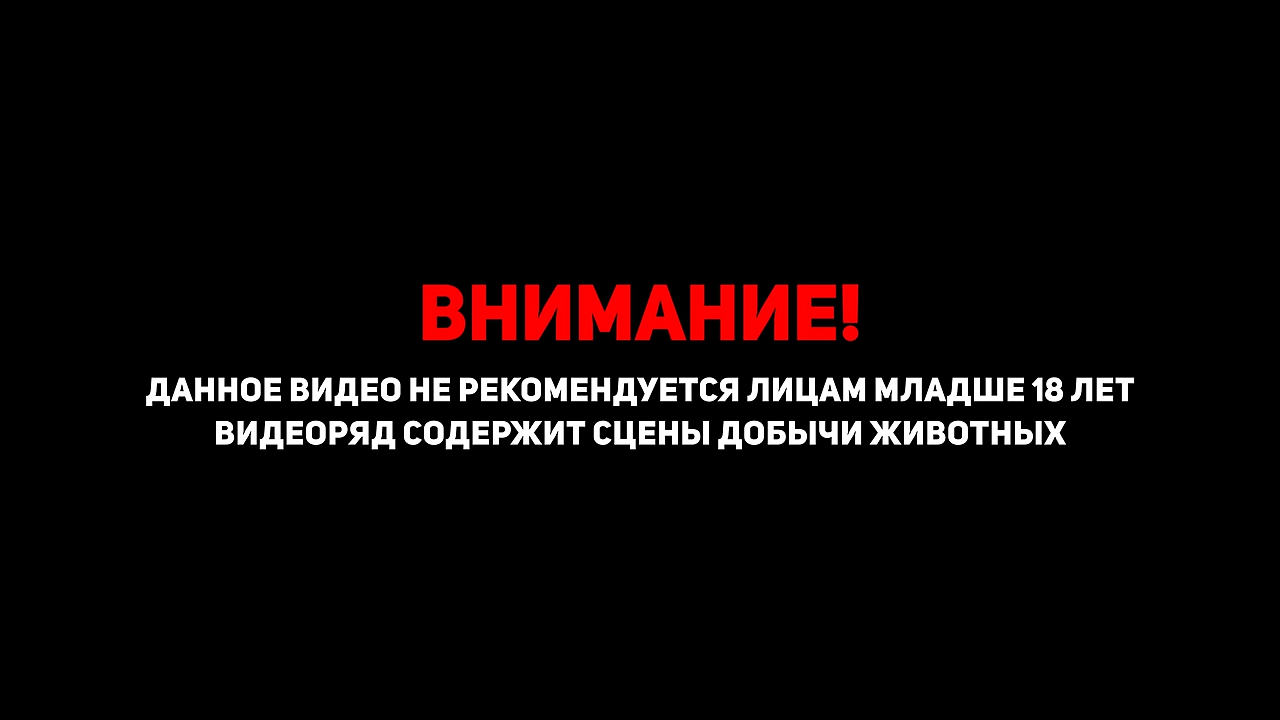 ВНИМАНИЕ!
ДАННОЕ ВИДЕО НЕ РЕКОМЕНДУЕТСЯ ЛИЦАМ МЛАДШЕ 18 ЛЕТ
ВИДЕОРЯД СОДЕРЖИТ СЦЕНЫ ДОБЫЧИ ЖИВОТНЫХ